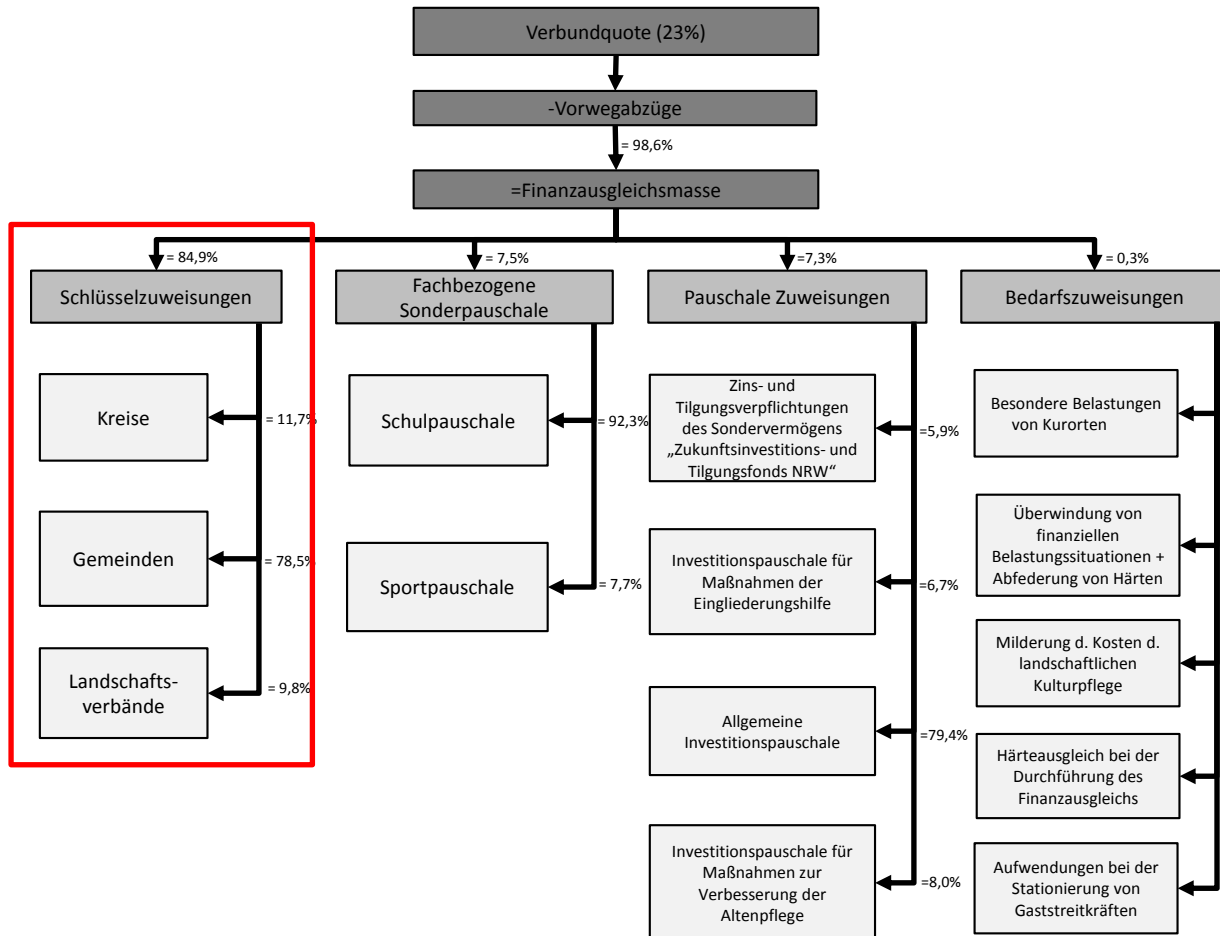 Verbundquote (23%)
-Vorwegabzüge
= 98,6%
=Finanzausgleichsmasse
= 84,9%
Schlüsselzuweisungen
Kreise
= 11,7%
Gemeinden
= 78,5%
Landschafts-
verbände
= 9,8%
= 7,5%
Fachbezogene
Sonderpauschale
Schulpauschale
= 92,3%
Sportpauschale
= 7,7%
=7,3%
Pauschale Zuweisungen
Zins- und
Tilgungsverpflichtungen
des Sondervermögens
„Zukunftsinvestitions- und
Tilgungsfonds NRW“
=5,9%
Investitionspauschale für
Maßnahmen der
Eingliederungshilfe
=6,7%
Allgemeine
Investitionspauschale
=79,4%
Investitionspauschale für
Maßnahmen zur
Verbesserung der
Altenpflege
=8,0%
= 0,3%
Bedarfszuweisungen
Besondere Belastungen
von Kurorten
Überwindung von
finanziellen
Belastungssituationen +
Abfederung von Härten
Milderung d. Kosten d.
landschaftlichen
Kulturpflege
Härteausgleich bei der
Durchführung des
Finanzausgleichs
Aufwendungen bei der
Stationierung von
Gaststreitkräften